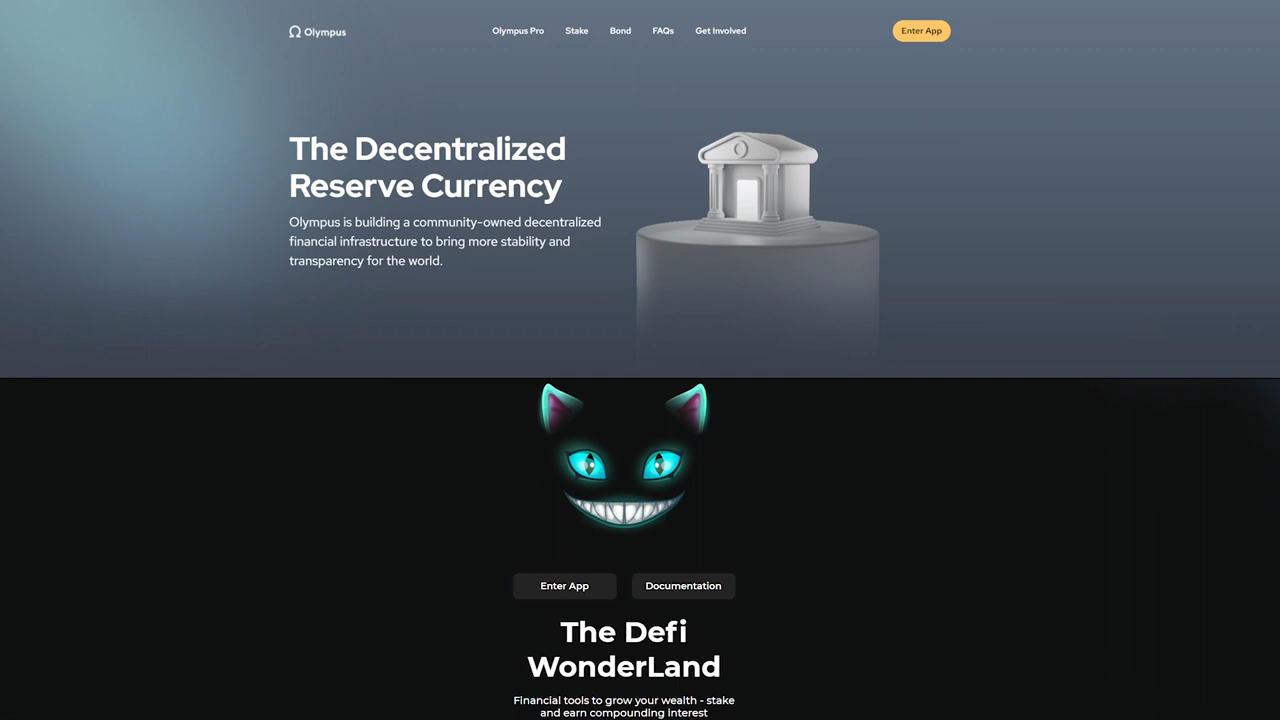 Olympus
Olympus Pro
Stake
Bond
FAQs
Get Involved
Enter App
The Decentralized
Reserve Currency
Olympus is building a community-owned decentralized
financial infrastructure to bring more stability and
transparency for the world.
Enter App
Documentation
The Defi
WonderLand
Financial tools to grow your wealth - stake
and earn compounding interest